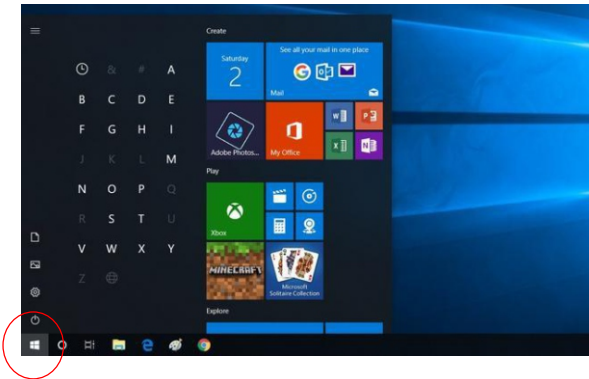 Create
Saturday
2
See all your mail in one place
Mail
& # A
B C D E
F G H I
J K L M
N O P Q
R S T U
V W X Y
Z
Adobe Photos...
My Office
W
P
X
N
Play
Xbox
MINECRAFT
Microsoft
Solitaire Collection
Explore